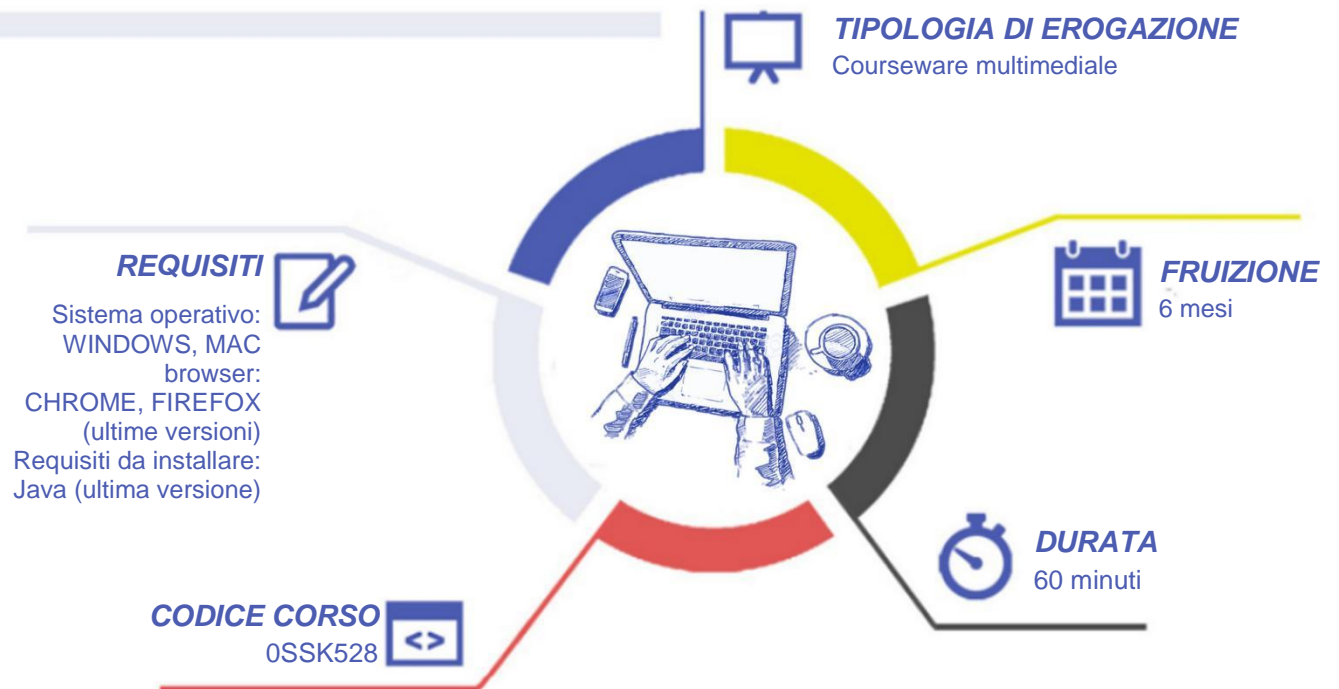 TIPOLOGIA DI EROGAZIONE
Courseware multimediale
REQUISITI
Sistema operativo:
WINDOWS, MAC
browser:
CHROME, FIREFOX
(ultime versioni)
Requisiti da installare:
Java (ultima versione)
FRUIZIONE
6 mesi
DURATA
60 minuti
CODICE CORSO
0SSK528